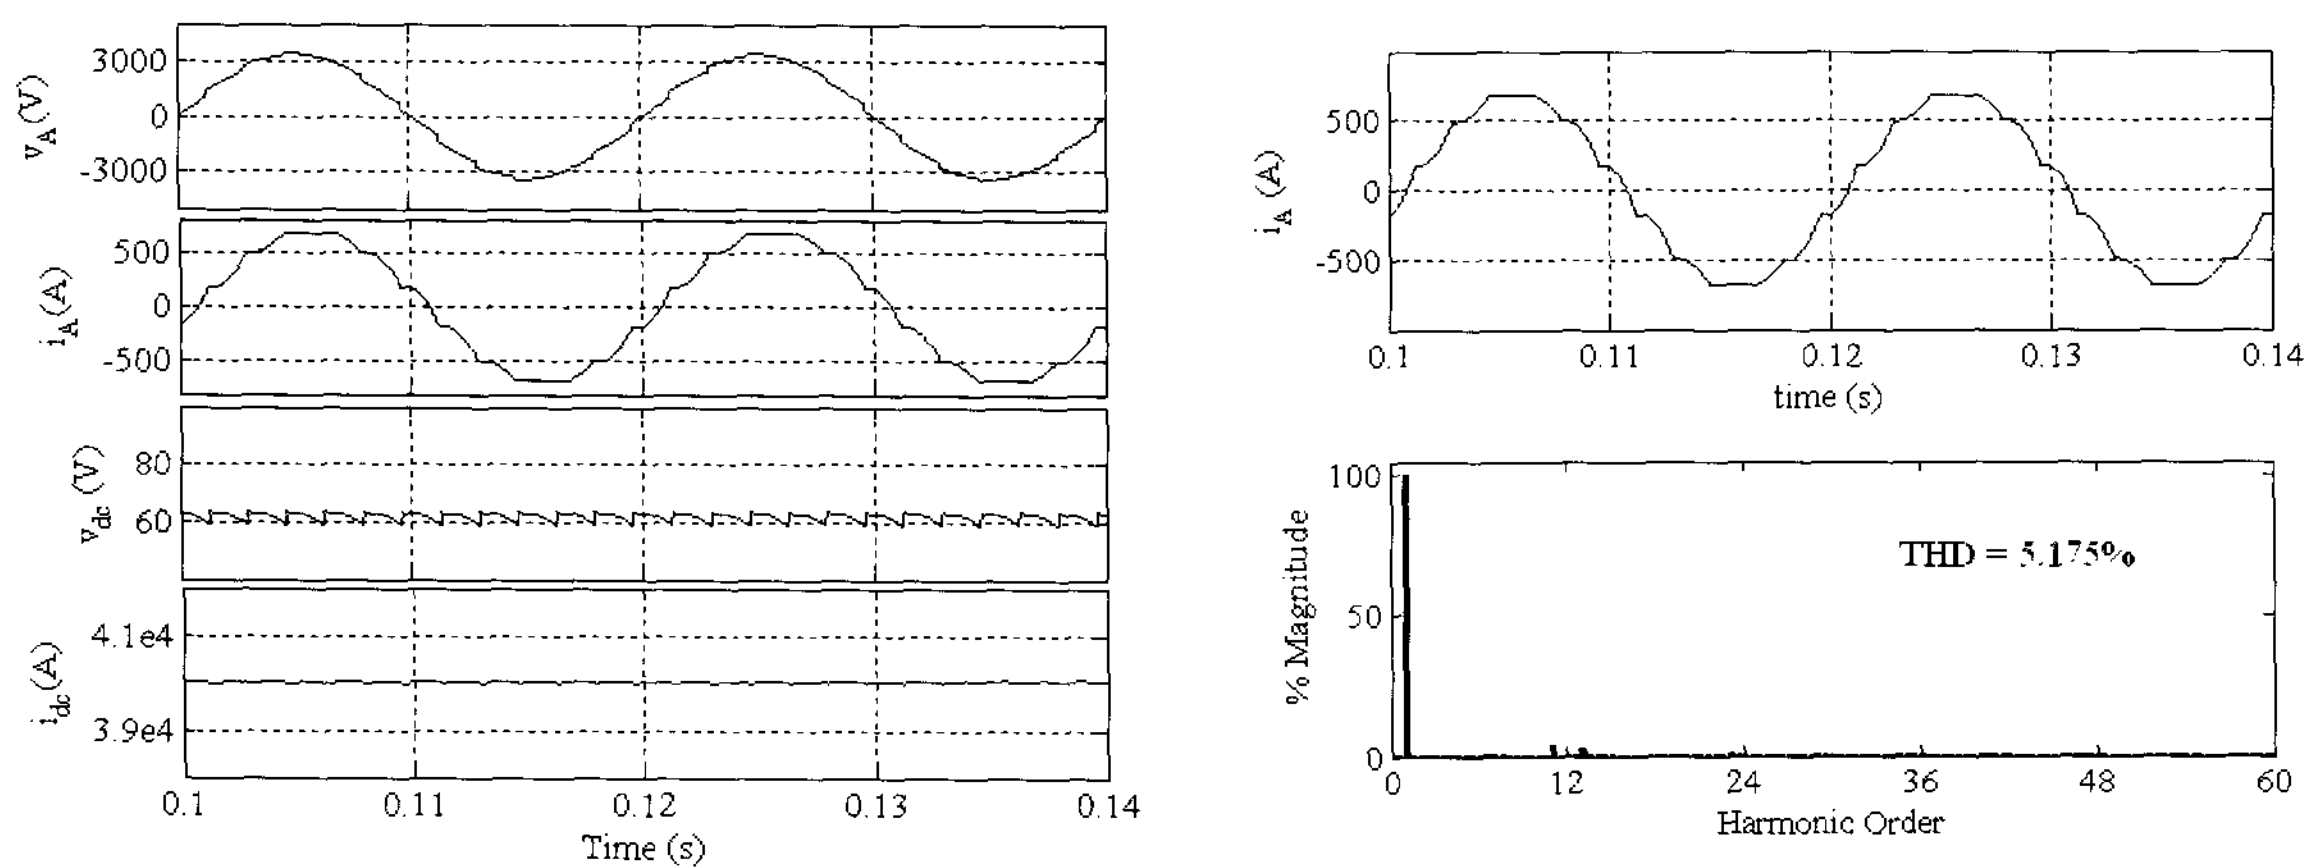 v_A (V)
3000
0
-3000
i_A (A)
500
0
-500
v_dc (V)
80
60
i_dc (A)
4.1e4
3.9e4
0.1 0.11 0.12 0.13 0.14
Time (s)
i_A (A)
500
0
-500
0.1 0.11 0.12 0.13 0.14
time (s)
% Magnitude
100
50
0
THD = 5.175%
0 12 24 36 48 60
Harmonic Order